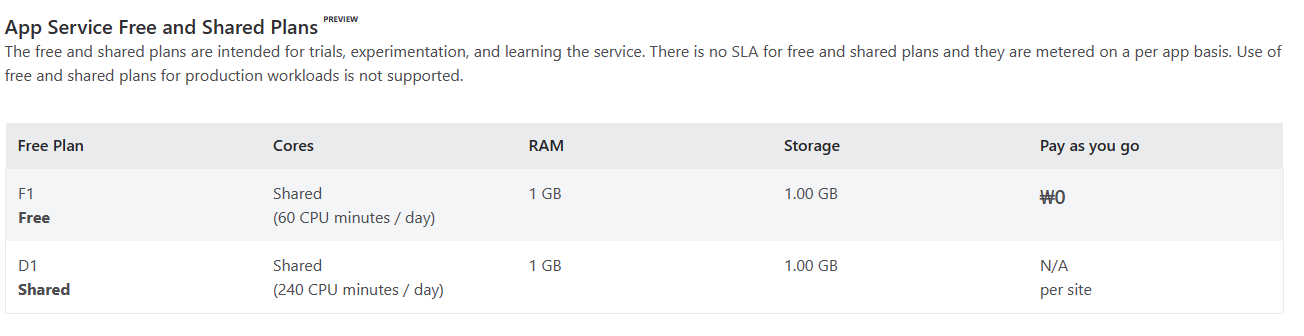 App Service Free and Shared Plans PREVIEW
The free and shared plans are intended for trials, experimentation, and learning the service. There is no SLA for free and shared plans and they are metered on a per app basis. Use of
free and shared plans for production workloads is not supported.
Free Plan Cores RAM Storage Pay as you go
F1 Shared 1 GB 1.00 GB ₩0
Free (60 CPU minutes / day)
D1 Shared 1 GB 1.00 GB N/A
Shared (240 CPU minutes / day) per site